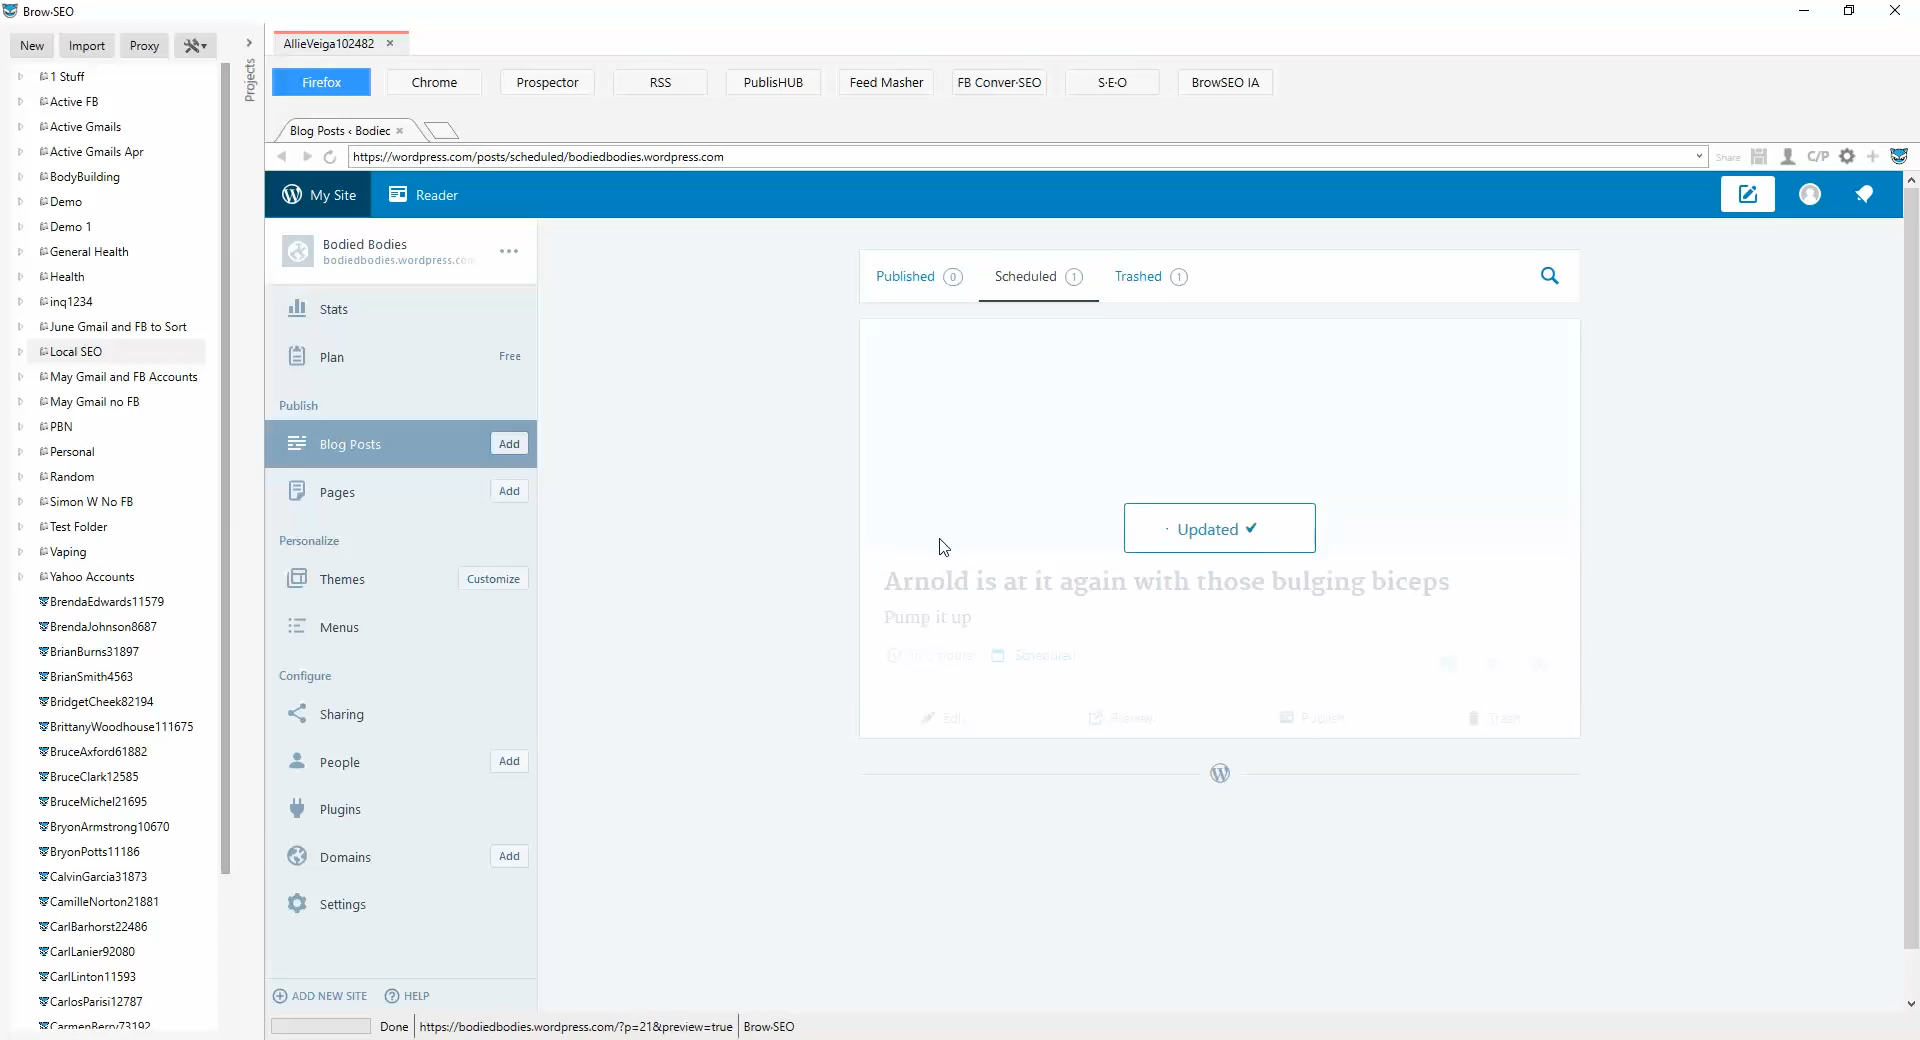 Brow·SEO
New Import Proxy
Projects
1 Stuff
Active FB
Active Gmails
Active Gmails Apr
BodyBuilding
Demo
Demo 1
General Health
Health
inq1234
June Gmail and FB to Sort
Local SEO
May Gmail and FB Accounts
May Gmail no FB
PBN
Personal
Random
Simon W No FB
Test Folder
Vaping
Yahoo Accounts
BrendaEdwards11579
BrendaJohnson8687
BrianBurns31897
BrianSmith4563
BridgetCheek82194
BrittanyWoodhouse111675
BruceAxford61882
BruceClark12585
BruceMichel21695
BryonArmstrong10670
BryonPotts11186
CalvinGarcia31873
CamilleNorton21881
CarlBarhorst22486
CarlLanier92080
CarlLinton11593
CarlosParisi12787
CarmenBerry73192
AllieVeiga102482
Firefox Chrome Prospector RSS PublisHUB Feed Masher FB Conver·SEO S·E·O BrowSEO IA
Blog Posts ‹ Bodiec
https://wordpress.com/posts/scheduled/bodiedbodies.wordpress.com
Share C/P
My Site Reader
Bodied Bodies
bodiedbodies.wordpress.com
Stats
Plan Free
Publish
Blog Posts Add
Pages Add
Personalize
Themes Customize
Menus
Configure
Sharing
People Add
Plugins
Domains Add
Settings
ADD NEW SITE HELP
Published 0 Scheduled 1 Trashed 1
Updated
Arnold is at it again with those bulging biceps
Pump it up
Scheduled
Edit Preview Publish Trash
Done https://bodiedbodies.wordpress.com/?p=21&preview=true Brow·SEO